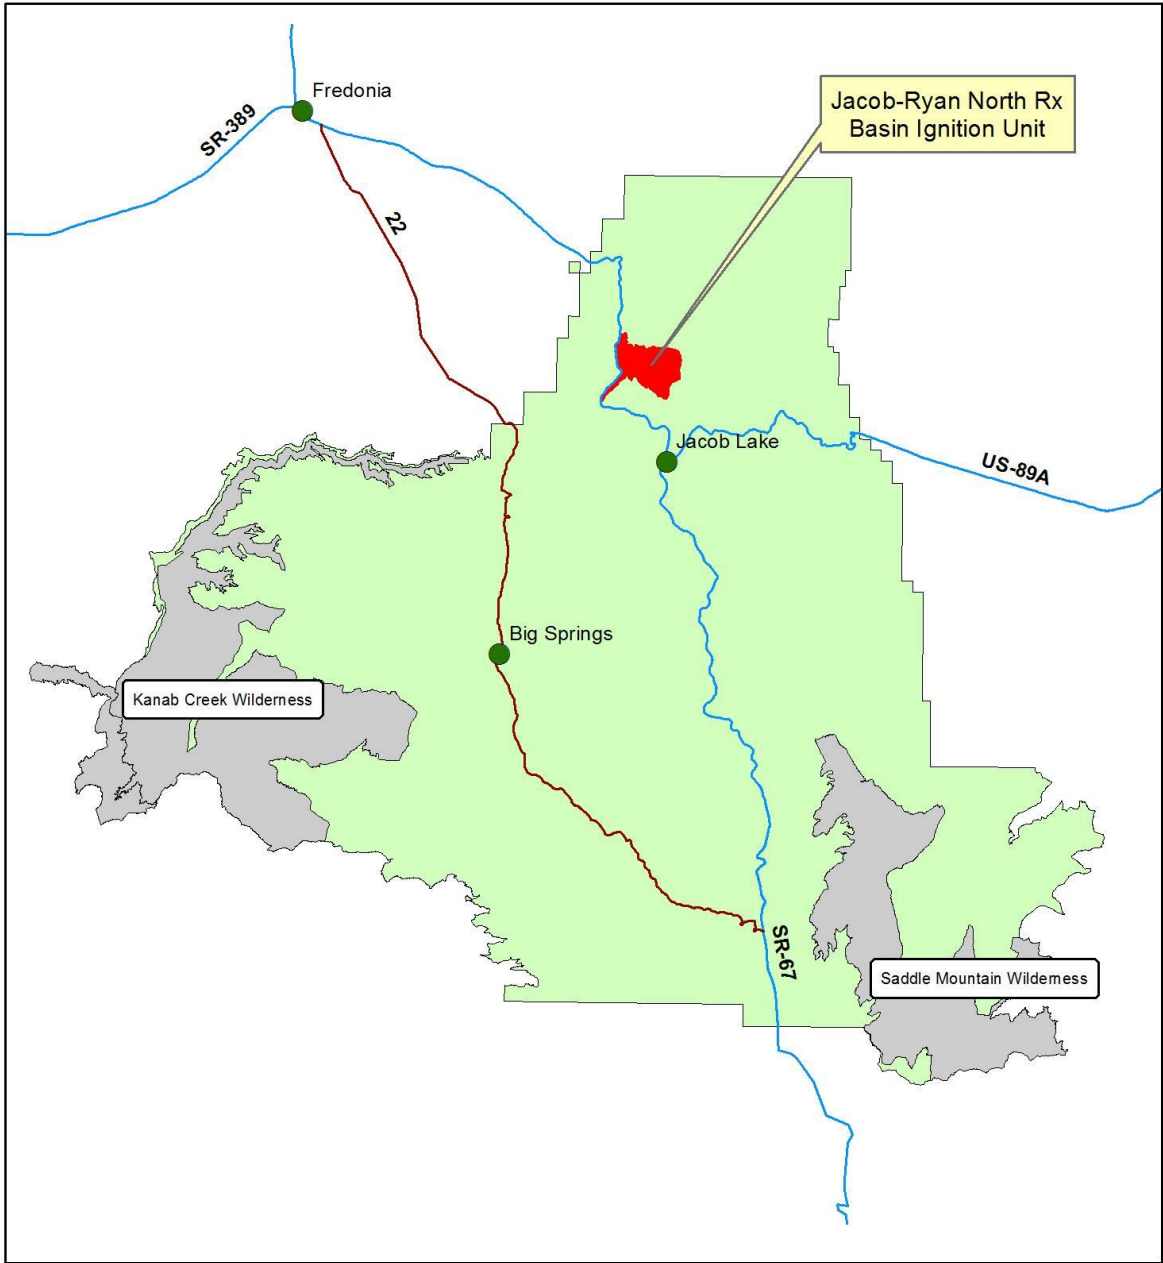 Fredonia
SR-389
Jacob-Ryan North Rx
Basin Ignition Unit
22
Jacob Lake
US-89A
Big Springs
Kanab Creek Wilderness
SR-67
Saddle Mountain Wilderness